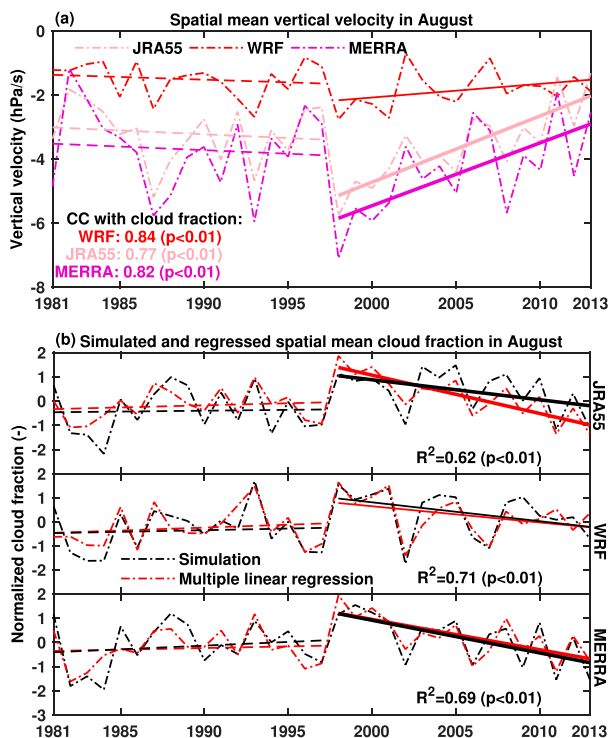 (a) Spatial mean vertical velocity in August
JRA55 WRF MERRA
Vertical velocity (hPa/s)
0
-2
-4
-6
-8
CC with cloud fraction:
WRF: 0.84 (p<0.01)
JRA55: 0.77 (p<0.01)
MERRA: 0.82 (p<0.01)
1981 1985 1990 1995 2000 2005 2010 2013
(b) Simulated and regressed spatial mean cloud fraction in August
Normalized cloud fraction (-)
2
1
0
-1
-2
R²=0.62 (p<0.01)
JRA55
2
1
0
-1
-2
Simulation
Multiple linear regression
R²=0.71 (p<0.01)
WRF
2
1
0
-1
-2
-3
R²=0.69 (p<0.01)
MERRA
1981 1985 1990 1995 2000 2005 2010 2013